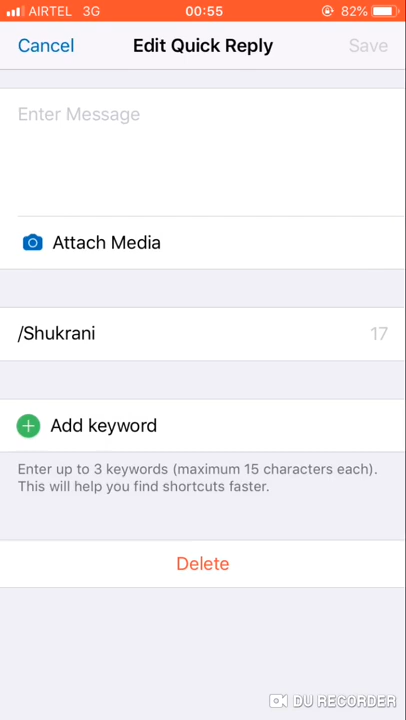 AIRTEL 3G 00:55 82%
Cancel Edit Quick Reply Save
Enter Message
Attach Media
/Shukrani 17
Add keyword
Enter up to 3 keywords (maximum 15 characters each).
This will help you find shortcuts faster.
Delete
DU RECORDER